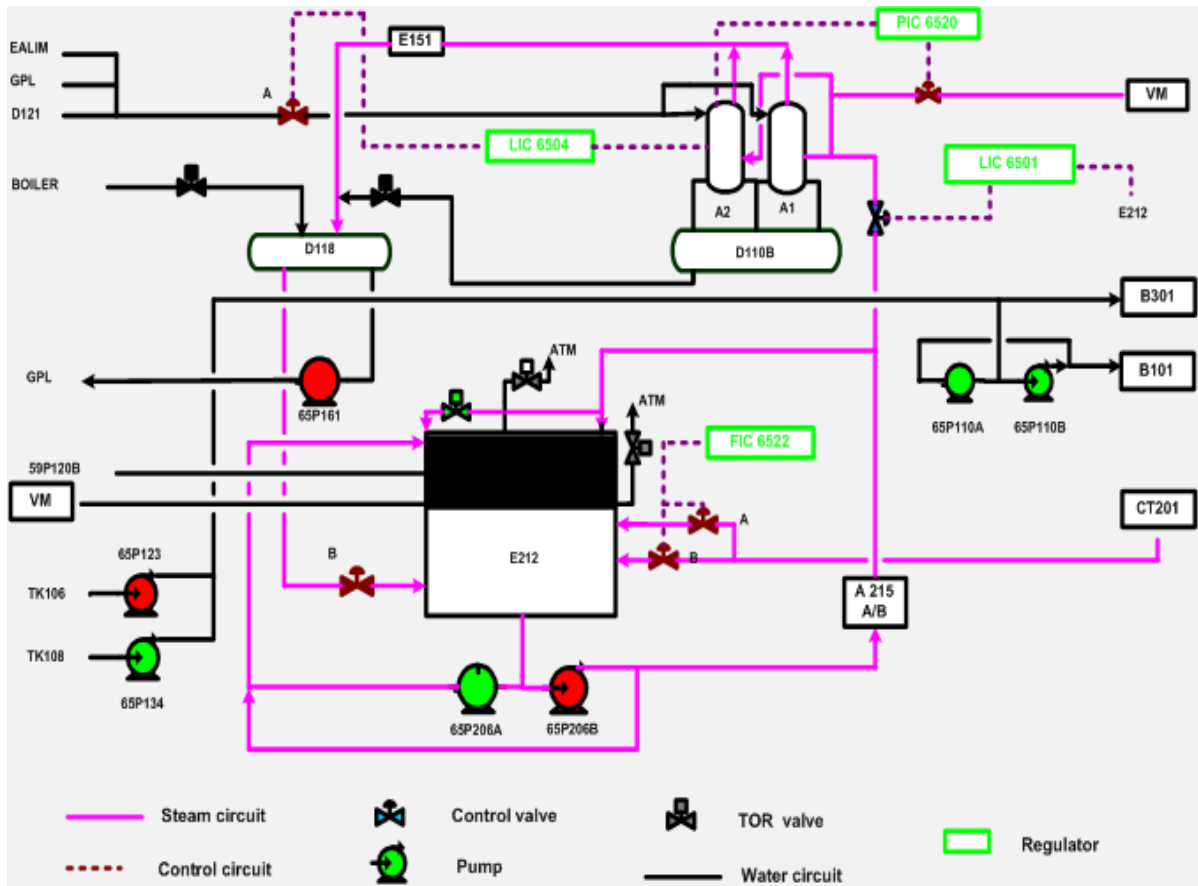 PIC 6520
EALIM
E151
GPL
A
VM
D121
LIC 6504
LIC 6501
BOILER
A2
A1
E212
D118
D110B
B301
ATM
GPL
B101
65P161
ATM
65P110A
65P110B
FIC 6522
59P120B
VM
CT201
A
65P123
B
B
E212
TK106
A 215
A/B
TK108
65P134
65P206A
65P206B
Steam circuit
Control valve
TOR valve
Regulator
Control circuit
Pump
Water circuit